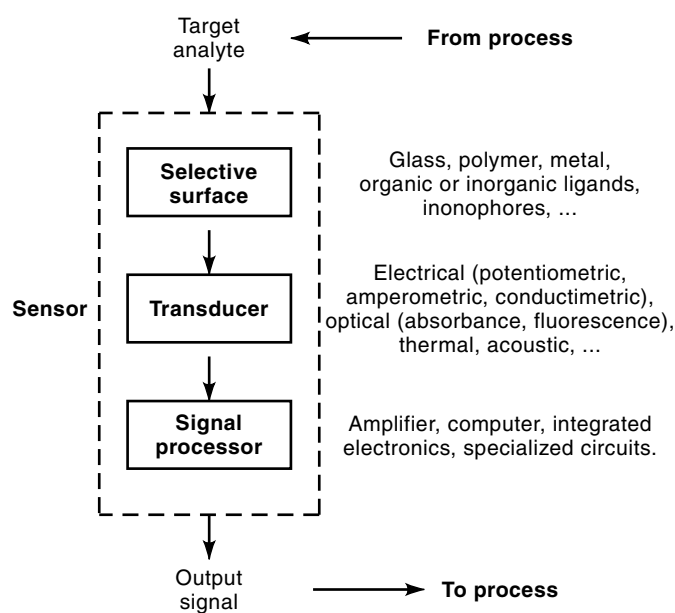 Target
analyte
From process
Selective
surface
Glass, polymer, metal,
organic or inorganic ligands,
inonophores, ...
Sensor
Transducer
Electrical (potentiometric,
amperometric, conductimetric),
optical (absorbance, fluorescence),
thermal, acoustic, ...
Signal
processor
Amplifier, computer, integrated
electronics, specialized circuits.
Output
signal
To process